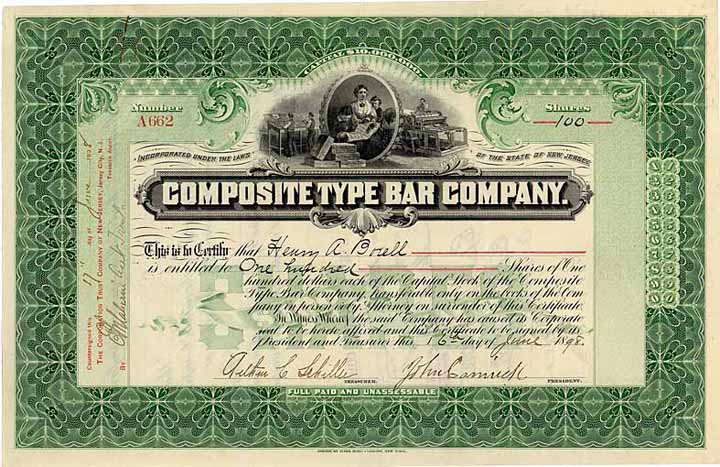 CAPITAL $10,000,000.
Number
A662
Shares
100
INCORPORATED UNDER THE LAWS OF THE STATE OF NEW JERSEY.
COMPOSITE TYPE BAR COMPANY.
This is to Certify that Henry A. Bosell
is entitled to One hundred Shares of One
hundred dollars each of the Capital Stock of the Composite
Type Bar Company, transferable only on the books of the Com
pany in person or by Attorney on surrender of this Certificate.
In Witness Whereof the said Company has caused its Corporate
seal to be hereto affixed and this Certificate to be signed by its
President and Treasurer this 16th day of June 1898.
TREASURER.
John PRESIDENT.
FULL PAID AND UNASSESSABLE
Countersigned this 17 day of June 1898
THE CORPORATION TRUST COMPANY OF NEW JERSEY, Jersey City, N.J.
Transfer Agent
By